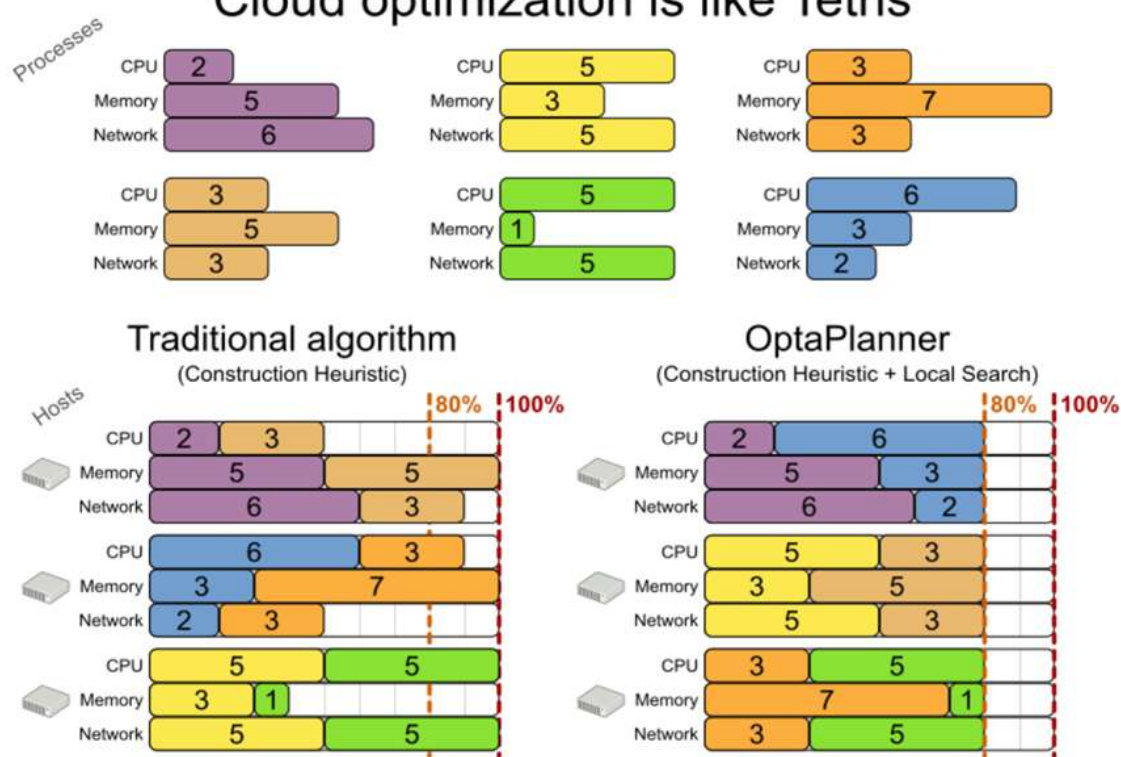 Cloud optimization is like Tetris
Processes
CPU 2 CPU 5 CPU 3
Memory 5 Memory 3 Memory 7
Network 6 Network 5 Network 3
CPU 3 CPU 5 CPU 6
Memory 5 Memory 1 Memory 3
Network 3 Network 5 Network 2
Traditional algorithm
(Construction Heuristic)
OptaPlanner
(Construction Heuristic + Local Search)
Hosts
80% 100%
CPU 2 3
Memory 5 5
Network 6 3
CPU 6 3
Memory 3 7
Network 2 3
CPU 5 5
Memory 3 1
Network 5 5
80% 100%
CPU 2 6
Memory 5 3
Network 6 2
CPU 5 3
Memory 3 5
Network 5 3
CPU 3 5
Memory 7 1
Network 3 5